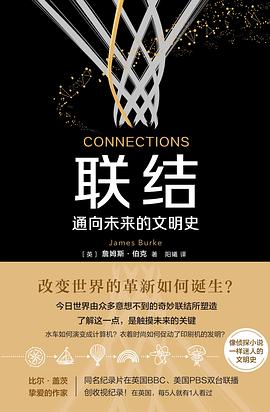 CONNECTIONS
联结
通向未来的文明史
James Burke
［英］詹姆斯·伯克 著 阳曦 译
改变世界的革新如何诞生？
今日世界由众多意想不到的奇妙联结所塑造
了解这一点，是触摸未来的关键
水车如何演变成计算机？衣着时尚如何促动了印刷机的发明？
像侦探小说
一样迷人的
文明史
比尔·盖茨
挚爱的作家
同名纪录片在英国BBC、美国PBS双台联播
创收视纪录！在英国，每5人就有1人看过